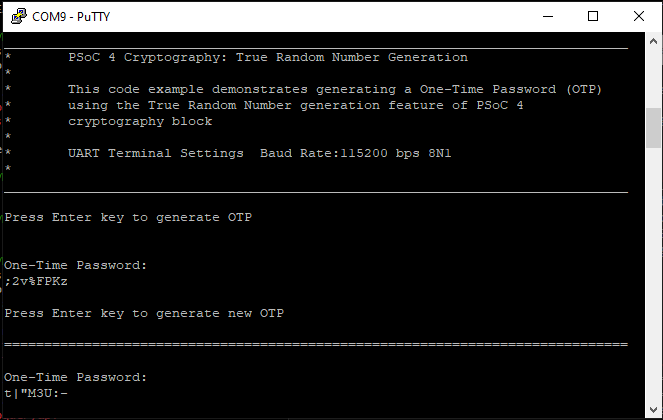 COM9 - PuTTY
* PSoC 4 Cryptography: True Random Number Generation
*
* This code example demonstrates generating a One-Time Password (OTP)
* using the True Random Number generation feature of PSoC 4
* cryptography block
*
* UART Terminal Settings Baud Rate:115200 bps 8N1
*
Press Enter key to generate OTP
One-Time Password:
;2v%FPKz
Press Enter key to generate new OTP
==============================================================================
One-Time Password:
t|"M3U:-